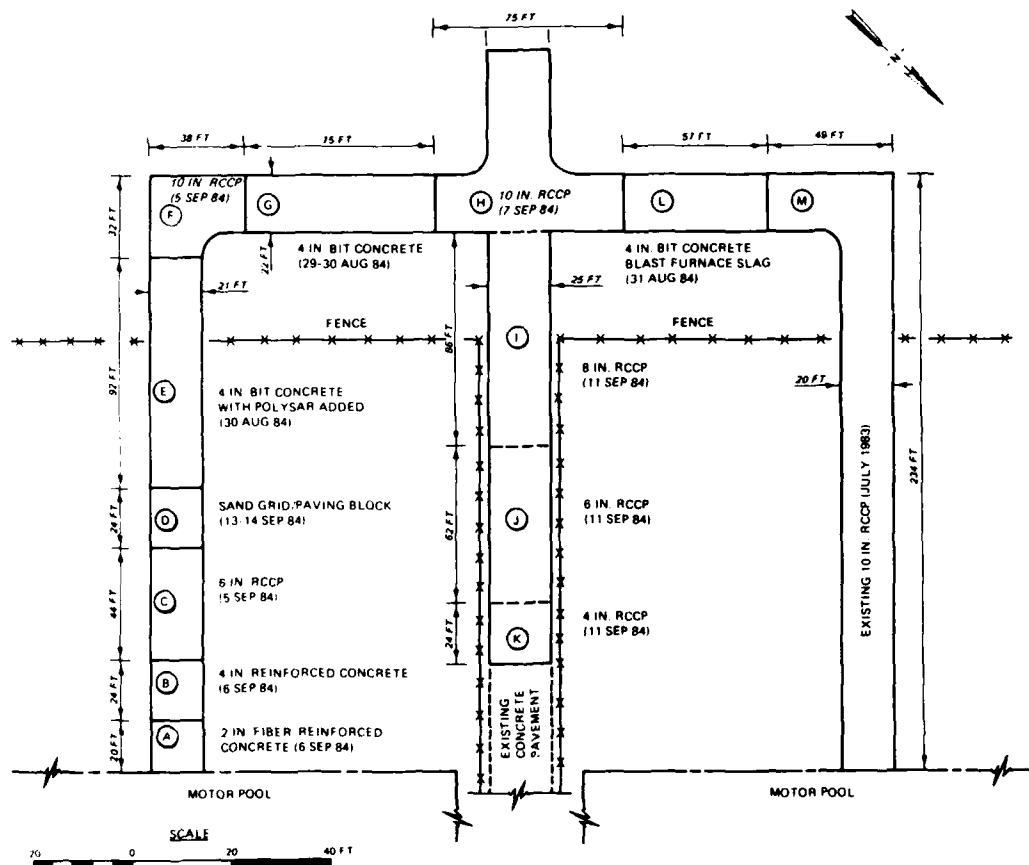 75 FT
N
38 FT
75 FT
57 FT
49 FT
10 IN. RCCP
(5 SEP 84)
F
G
H
10 IN. RCCP
(7 SEP 84)
L
M
32 FT
22 FT
4 IN BIT CONCRETE
(29-30 AUG 84)
4 IN. BIT CONCRETE
BLAST FURNACE SLAG
(31 AUG 84)
21 FT
25 FT
FENCE
FENCE
86 FT
I
8 IN. RCCP
(11 SEP 84)
20 FT
92 FT
E
4 IN BIT CONCRETE
WITH POLYSAR ADDED
(30 AUG 84)
EXISTING 10 IN. RCCP (JULY 1983)
234 FT
24 FT
D
SAND GRID/PAVING BLOCK
(13-14 SEP 84)
62 FT
J
6 IN. RCCP
(11 SEP 84)
44 FT
C
6 IN. RCCP
(5 SEP 84)
24 FT
K
4 IN. RCCP
(11 SEP 84)
24 FT
B
4 IN REINFORCED CONCRETE
(6 SEP 84)
EXISTING
CONCRETE
PAVEMENT
20 FT
A
2 IN FIBER REINFORCED
CONCRETE (6 SEP 84)
MOTOR POOL
MOTOR POOL
SCALE
20 0 20 40 FT